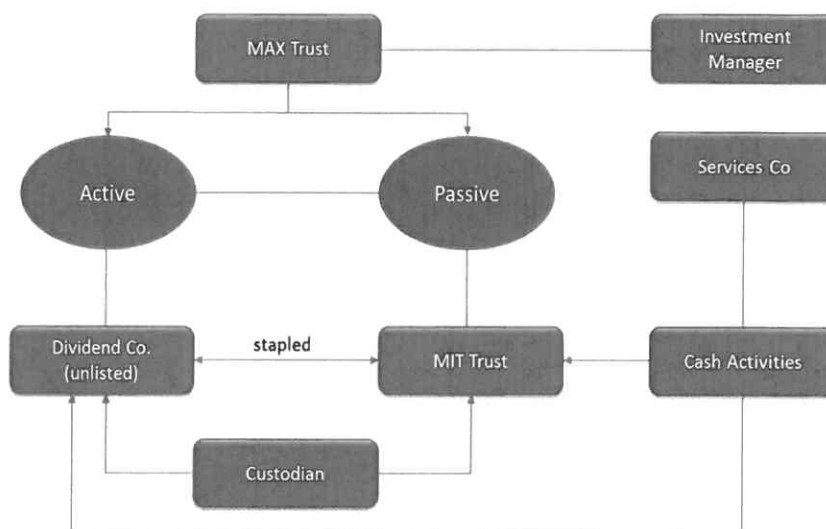 MAX Trust
Investment
Manager
Active
Passive
Services Co
Dividend Co.
(unlisted)
stapled
MIT Trust
Cash Activities
Custodian